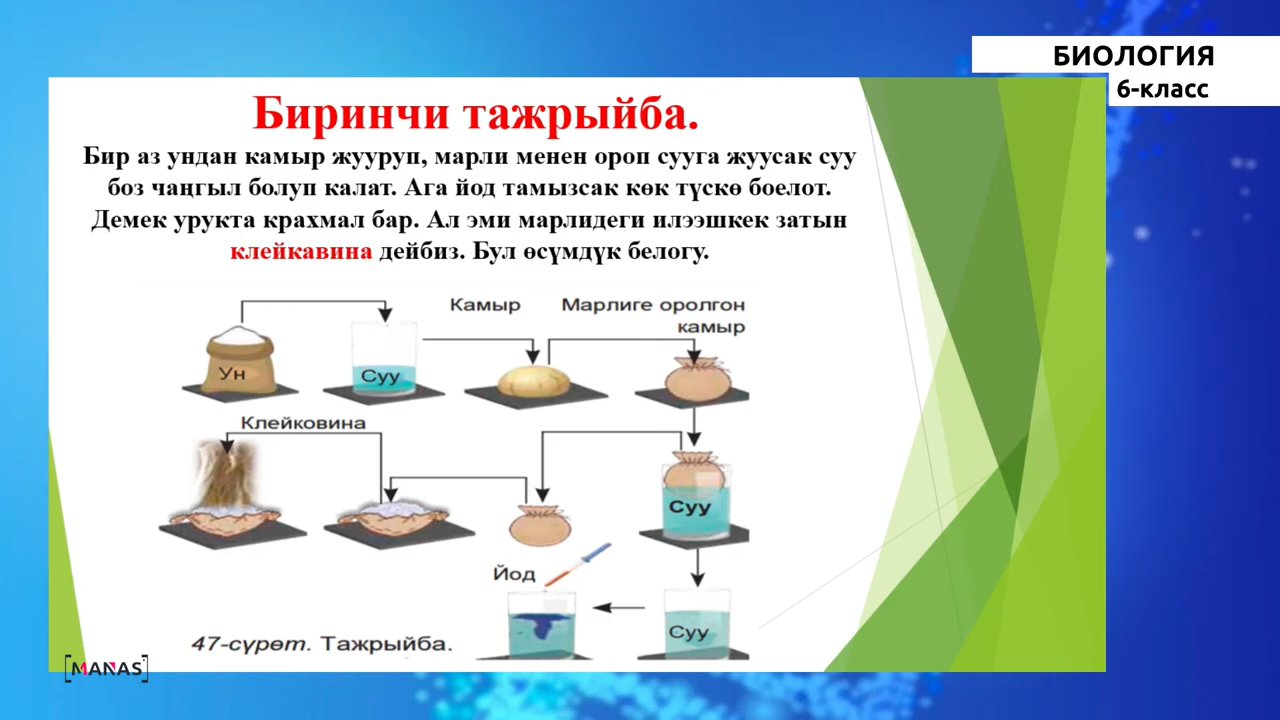 БИОЛОГИЯ
6-класс
Биринчи тажрыйба.
Бир аз ундан камыр жууруп, марли менен ороп сууга жуусак суу
боз чаңгыл болуп калат. Ага йод тамызсак көк түскө боелот.
Демек урукта крахмал бар. Ал эми марлидеги илээшкек затын
клейкавина дейбиз. Бул өсүмдүк белогу.
Камыр
Марлиге оролгон
камыр
Ун
Суу
Клейковина
Суу
Йод
Суу
47-сүрөт. Тажрыйба.
[MANAS]